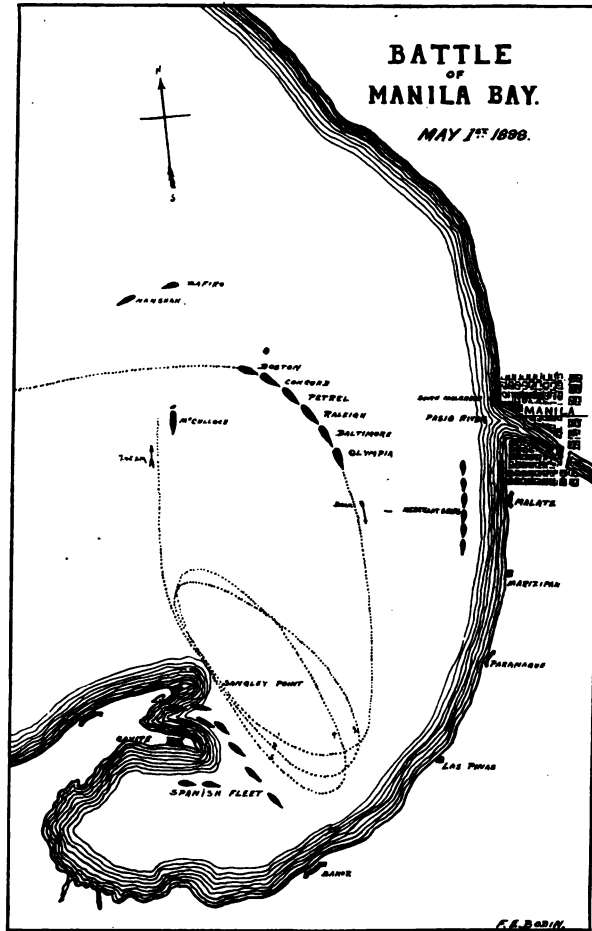 BATTLE
OF
MANILA BAY.
MAY 1ST 1898.
N
S
ZAFIRO
NANSHAN
BOSTON
CONCORD
PETREL
RALEIGH
BALTIMORE
OLYMPIA
McCULLOCH
MANILA
PASIG RIVER
MALATE
PARANAQUE
SANGLEY POINT
CAVITE
LAS PINAS
SPANISH FLEET
BAKOR
F.E.BODIN.